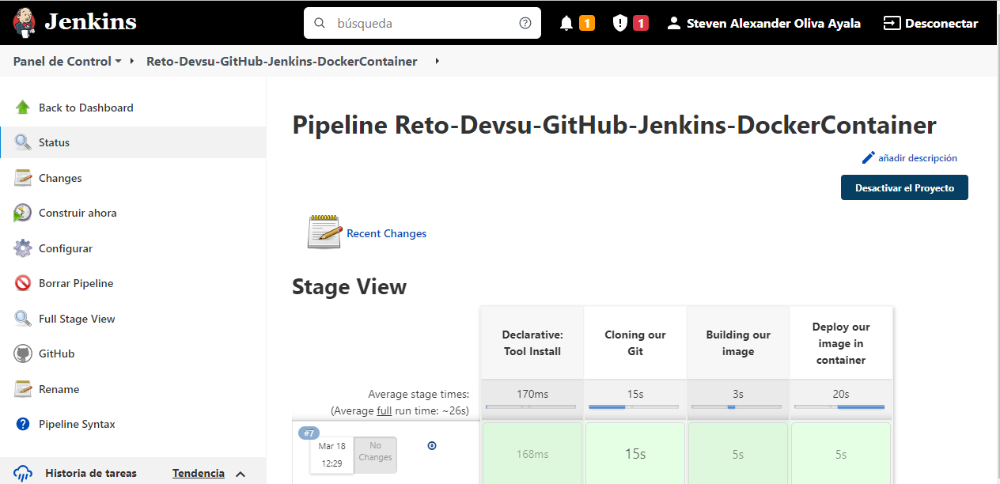 Jenkins
búsqueda
1
1
Steven Alexander Oliva Ayala
Desconectar
Panel de Control
Reto-Devsu-GitHub-Jenkins-DockerContainer
Back to Dashboard
Status
Changes
Construir ahora
Configurar
Borrar Pipeline
Full Stage View
GitHub
Rename
Pipeline Syntax
Historia de tareas
Tendencia
Pipeline Reto-Devsu-GitHub-Jenkins-DockerContainer
añadir descripción
Desactivar el Proyecto
Recent Changes
Stage View
Declarative:
Tool Install
Cloning our
Git
Building our
image
Deploy our
image in
container
Average stage times:
(Average full run time: ~26s)
170ms
15s
3s
20s
#7
Mar 18
12:29
No
Changes
168ms
15s
5s
5s